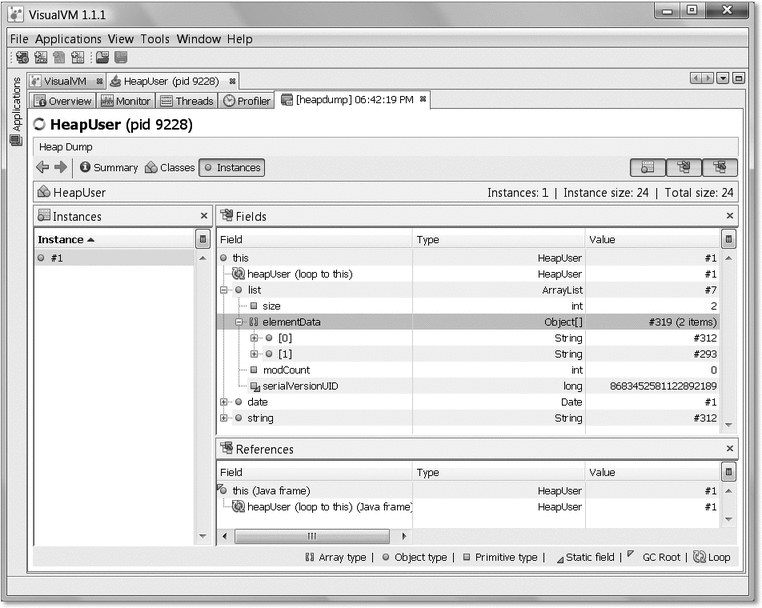 VisualVM 1.1.1
File Applications View Tools Window Help
Applications
VisualVM HeapUser (pid 9228)
Overview Monitor Threads Profiler [heapdump] 06:42:19 PM
HeapUser (pid 9228)
Heap Dump
Summary Classes Instances
HeapUser Instances: 1 | Instance size: 24 | Total size: 24
Instances
Instance
#1
Fields
Field Type Value
this HeapUser #1
heapUser (loop to this) HeapUser #1
list ArrayList #7
size int 2
elementData Object[] #319 (2 items)
[0] String #312
[1] String #293
modCount int 0
serialVersionUID long 8683452581122892189
date Date #1
string String #312
References
Field Type Value
this (Java frame) HeapUser #1
heapUser (loop to this) (Java frame) HeapUser #1
Array type | Object type | Primitive type | Static field | GC Root | Loop